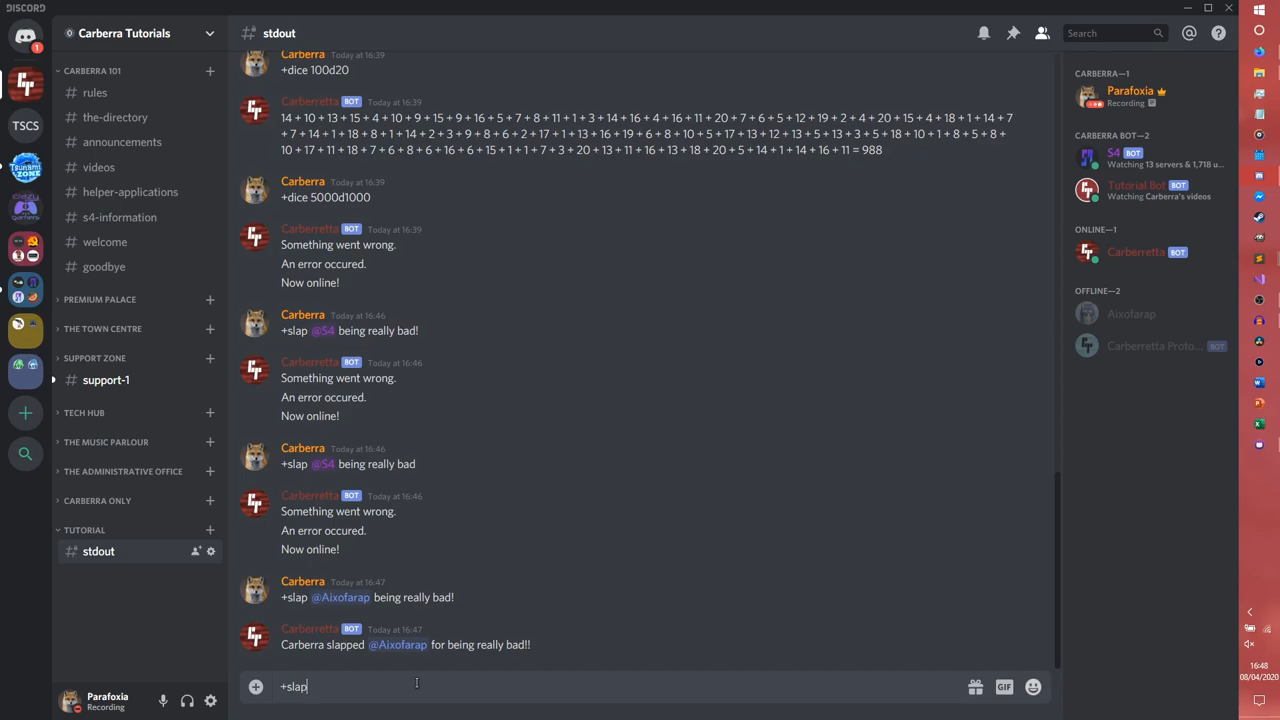 DISCORD
Carberra Tutorials
stdout
Search
CARBERRA 101
rules
the-directory
announcements
videos
helper-applications
s4-information
welcome
goodbye
PREMIUM PALACE
THE TOWN CENTRE
SUPPORT ZONE
support-1
TECH HUB
THE MUSIC PARLOUR
THE ADMINISTRATIVE OFFICE
CARBERRA ONLY
TUTORIAL
stdout
TSCS
1
Parafoxia
Recording
Carberra Today at 16:39
+dice 100d20
Carberretta BOT Today at 16:39
14 + 10 + 13 + 15 + 4 + 10 + 9 + 15 + 9 + 16 + 5 + 7 + 8 + 11 + 1 + 3 + 14 + 16 + 4 + 16 + 11 + 20 + 7 + 6 + 5 + 12 + 19 + 2 + 4 + 20 + 15 + 4 + 18 + 1 + 14 + 7
+ 7 + 14 + 1 + 18 + 8 + 1 + 14 + 2 + 3 + 9 + 8 + 6 + 2 + 17 + 1 + 13 + 16 + 19 + 6 + 8 + 10 + 5 + 17 + 13 + 12 + 13 + 5 + 13 + 3 + 5 + 18 + 10 + 1 + 8 + 5 + 8 +
10 + 17 + 11 + 18 + 7 + 6 + 8 + 6 + 16 + 6 + 15 + 1 + 1 + 7 + 3 + 20 + 13 + 11 + 16 + 13 + 18 + 20 + 5 + 14 + 1 + 14 + 16 + 11 = 988
Carberra Today at 16:39
+dice 5000d1000
Carberretta BOT Today at 16:39
Something went wrong.
An error occured.
Now online!
Carberra Today at 16:46
+slap @S4 being really bad!
Carberretta BOT Today at 16:46
Something went wrong.
An error occured.
Now online!
Carberra Today at 16:46
+slap @S4 being really bad
Carberretta BOT Today at 16:46
Something went wrong.
An error occured.
Now online!
Carberra Today at 16:47
+slap @Aixofarap being really bad!
Carberretta BOT Today at 16:47
Carberra slapped @Aixofarap for being really bad!!
+slap
GIF
CARBERRA—1
Parafoxia
Recording
CARBERRA BOT—2
S4 BOT
Watching 13 servers & 1,718 u...
Tutorial Bot BOT
Watching Carberra's videos
ONLINE—1
Carberretta BOT
OFFLINE—2
Aixofarap
Carberretta Proto... BOT
16:48
08/04/2020